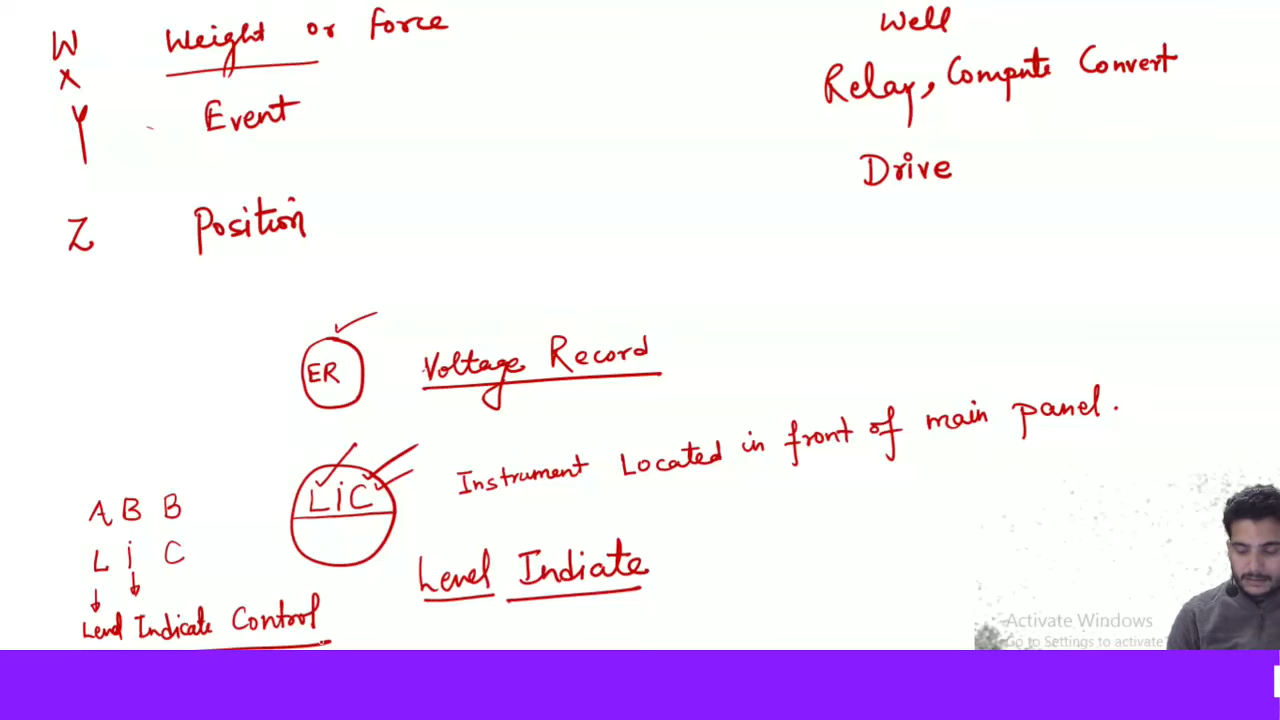 W Weight or Force Well
X
Y Event Relay, Compute Convert
Drive
Z Position
ER Voltage Record
LiC Instrument Located in front of main panel.
A B B
L i C
Level Indiate
Level Indicate Control
Activate Windows
Go to Settings to activate